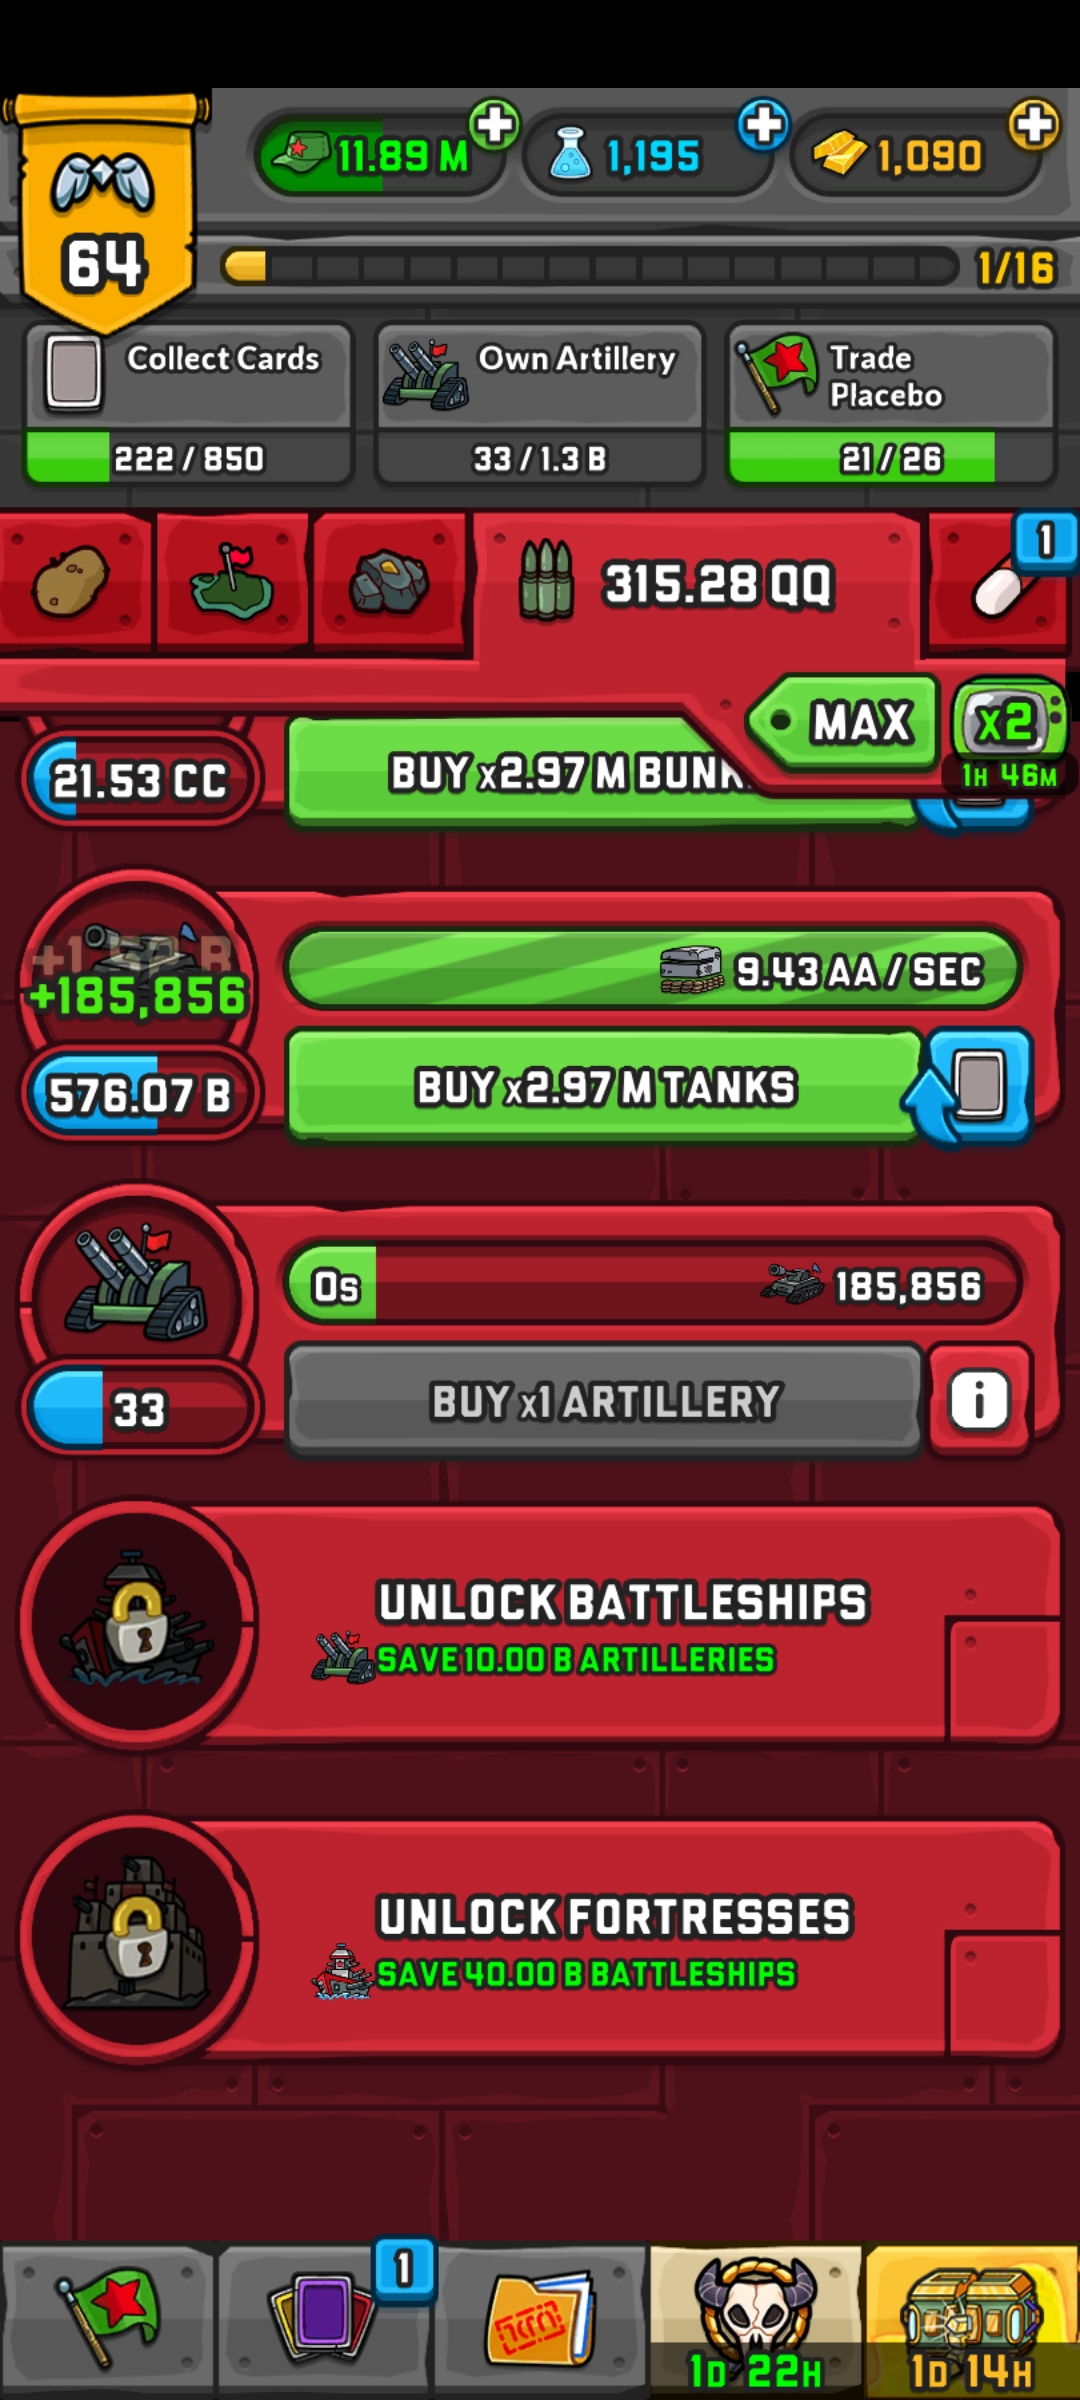 64
11.89 M
1,195
1,090
1/16
Collect Cards
222 / 850
Own Artillery
33 / 1.3 B
Trade
Placebo
21 / 26
315.28 QQ
1
MAX
x2
1H 46M
21.53 CC
BUY x2.97 M BUNK
+185,856
9.43 AA / SEC
576.07 B
BUY x2.97 M TANKS
0s
185,856
33
BUY x1 ARTILLERY
i
UNLOCK BATTLESHIPS
SAVE 10.00 B ARTILLERIES
UNLOCK FORTRESSES
SAVE 40.00 B BATTLESHIPS
1
1D 22H
1D 14H